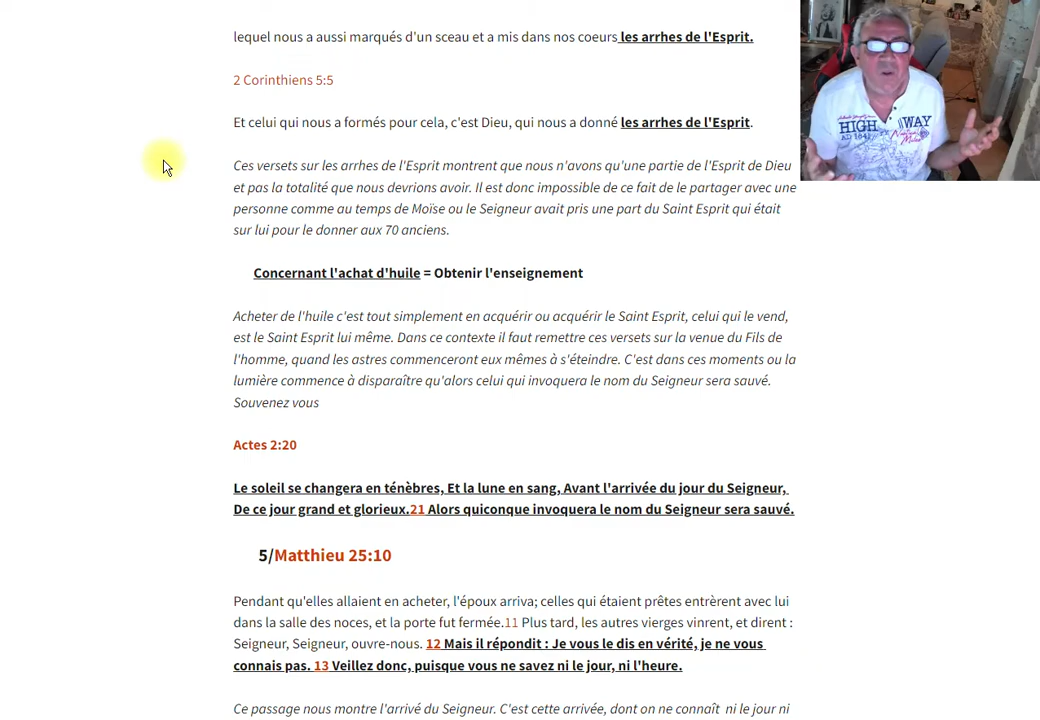 lequel nous a aussi marqués d'un sceau et a mis dans nos coeurs les arrhes de l'Esprit.
2 Corinthiens 5:5
Et celui qui nous a formés pour cela, c'est Dieu, qui nous a donné les arrhes de l'Esprit.
Ces versets sur les arrhes de l'Esprit montrent que nous n'avons qu'une partie de l'Esprit de Dieu
et pas la totalité que nous devrions avoir. Il est donc impossible de ce fait de le partager avec une
personne comme au temps de Moïse ou le Seigneur avait pris une part du Saint Esprit qui était
sur lui pour le donner aux 70 anciens.
Concernant l'achat d'huile = Obtenir l'enseignement
Acheter de l'huile c'est tout simplement en acquérir ou acquérir le Saint Esprit, celui qui le vend,
est le Saint Esprit lui même. Dans ce contexte il faut remettre ces versets sur la venue du Fils de
l'homme, quand les astres commenceront eux mêmes à s'éteindre. C'est dans ces moments ou la
lumière commence à disparaître qu'alors celui qui invoquera le nom du Seigneur sera sauvé.
Souvenez vous
Actes 2:20
Le soleil se changera en ténèbres, Et la lune en sang, Avant l'arrivée du jour du Seigneur,
De ce jour grand et glorieux.21 Alors quiconque invoquera le nom du Seigneur sera sauvé.
5/Matthieu 25:10
Pendant qu'elles allaient en acheter, l'époux arriva; celles qui étaient prêtes entrèrent avec lui
dans la salle des noces, et la porte fut fermée.11 Plus tard, les autres vierges vinrent, et dirent :
Seigneur, Seigneur, ouvre-nous. 12 Mais il répondit : Je vous le dis en vérité, je ne vous
connais pas. 13 Veillez donc, puisque vous ne savez ni le jour, ni l'heure.
Ce passage nous montre l'arrivé du Seigneur. C'est cette arrivée, dont on ne connaît ni le jour ni
HIGH WAY